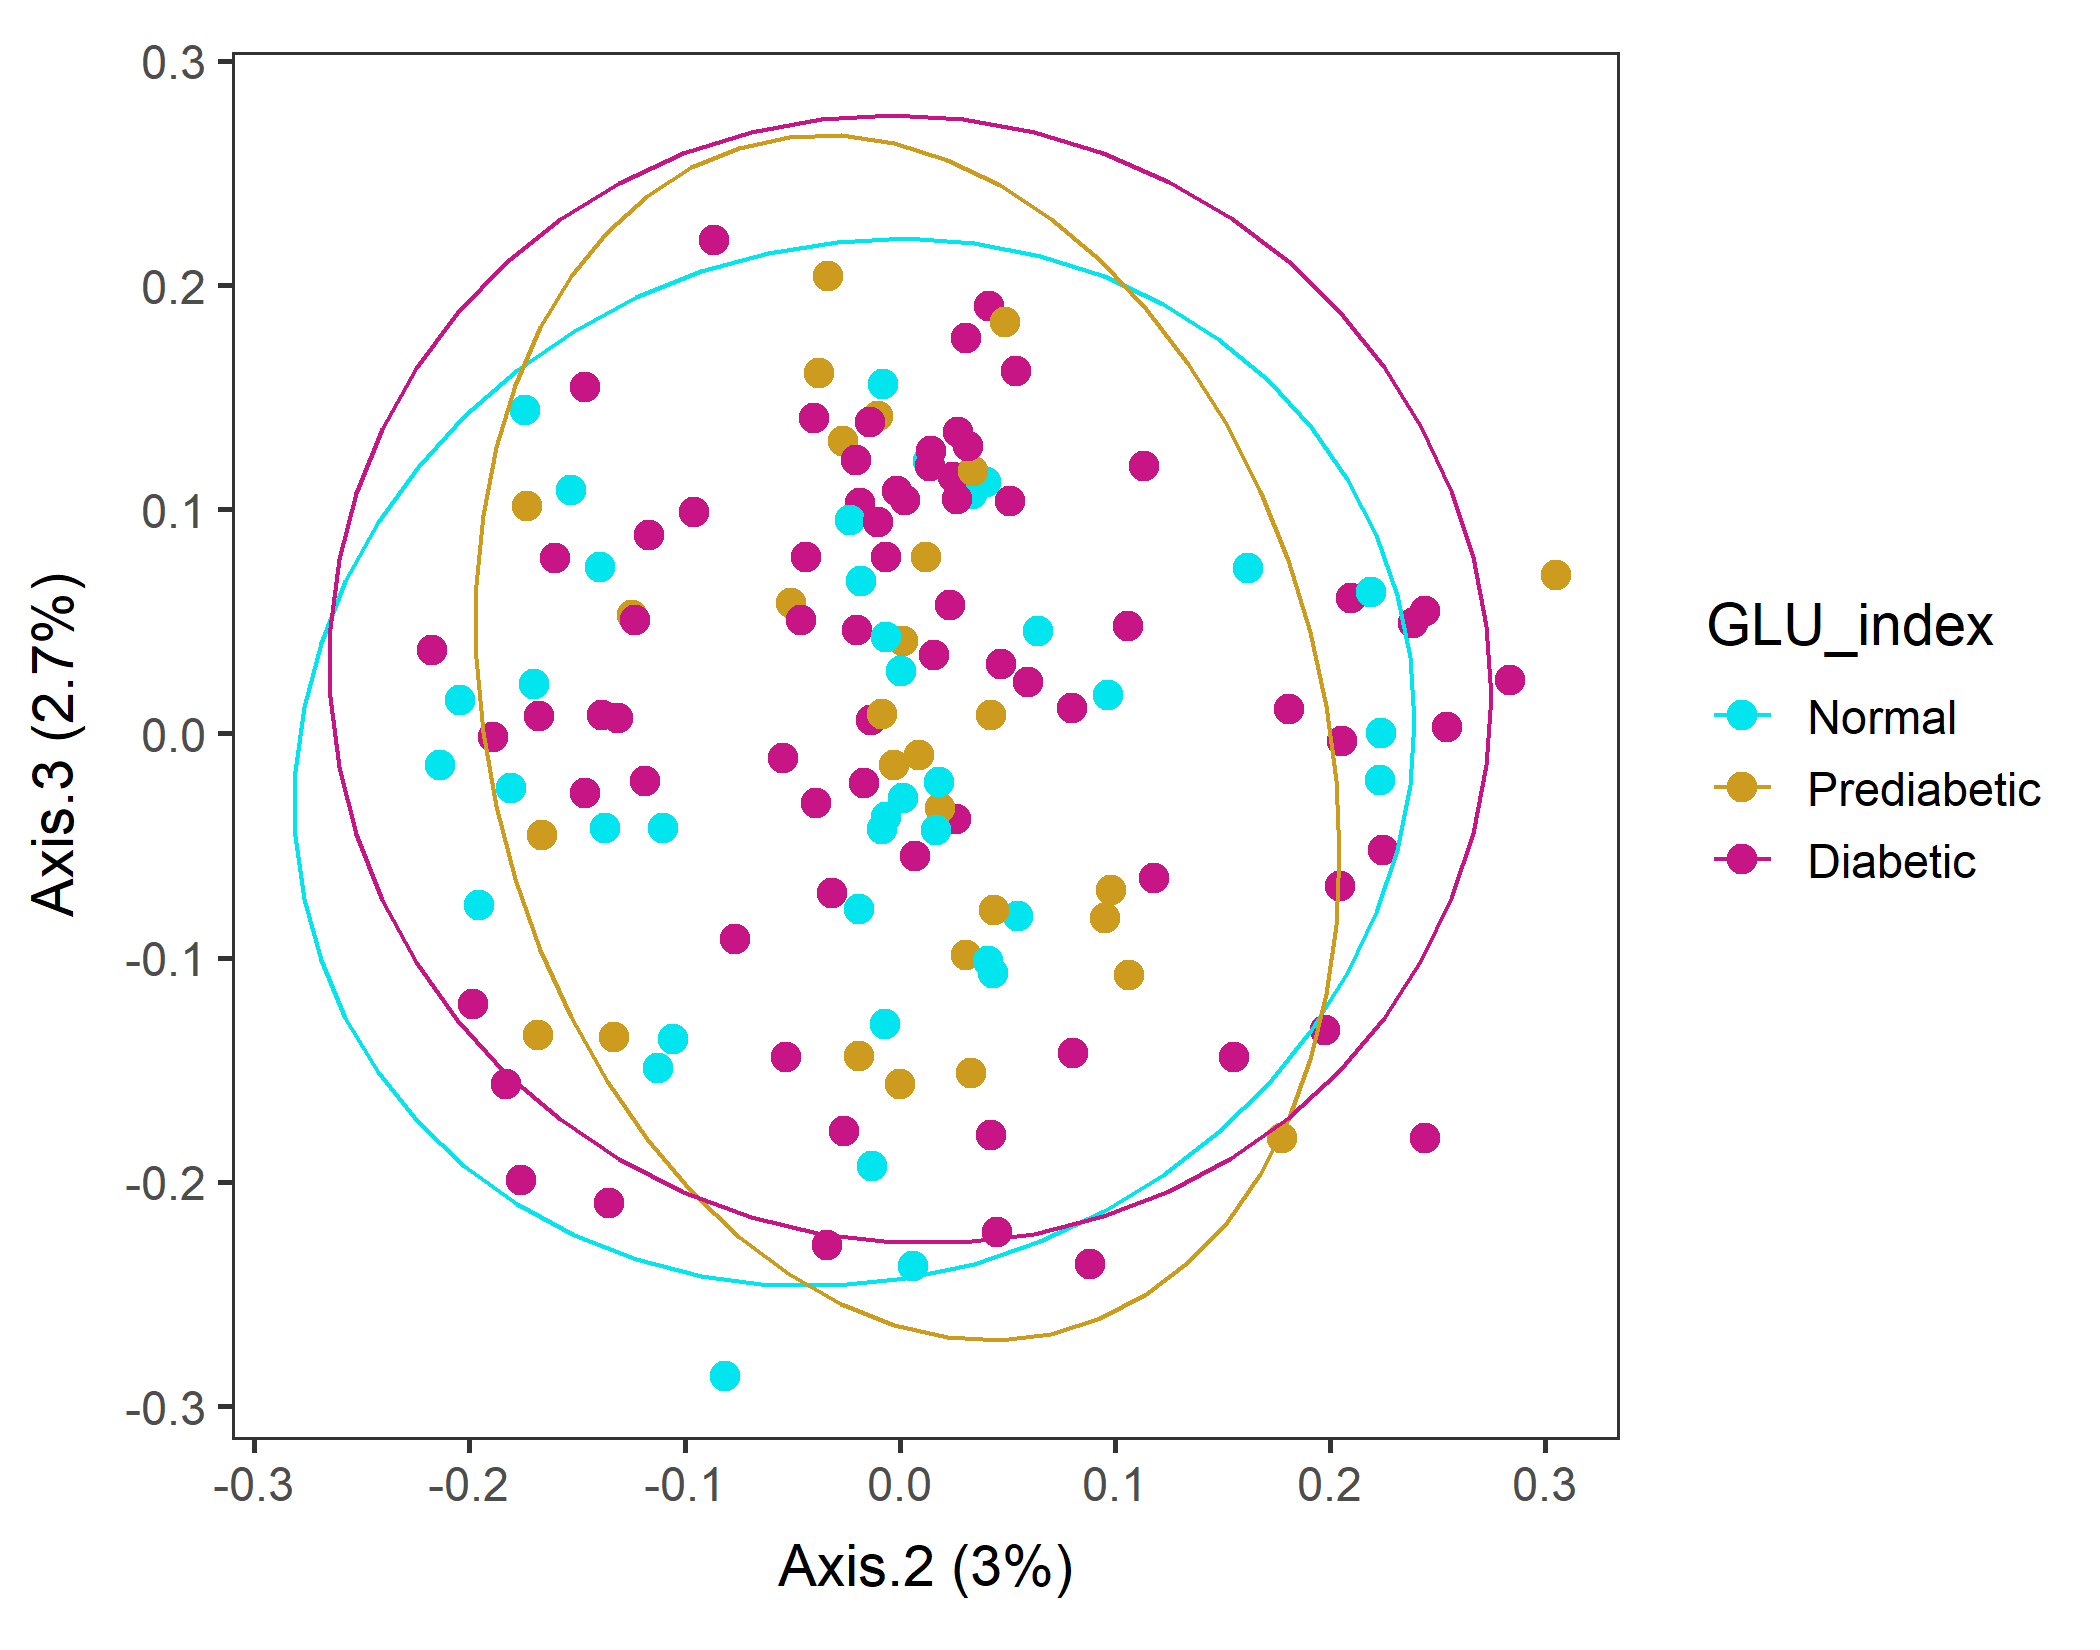 0.3
0.2
0.1
0.0
-0.1
-0.2
-0.3
Axis.3 (2.7%)
-0.3 -0.2 -0.1 0.0 0.1 0.2 0.3
Axis.2 (3%)
GLU_index
Normal
Prediabetic
Diabetic